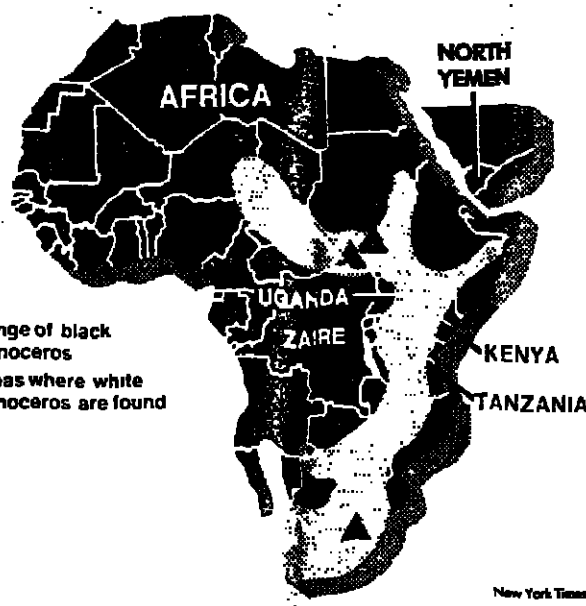 NORTH
YEMEN
AFRICA
UGANDA
ZAIRE
nge of black
noceros
as where white
noceros are found
KENYA
TANZANIA
New York Times